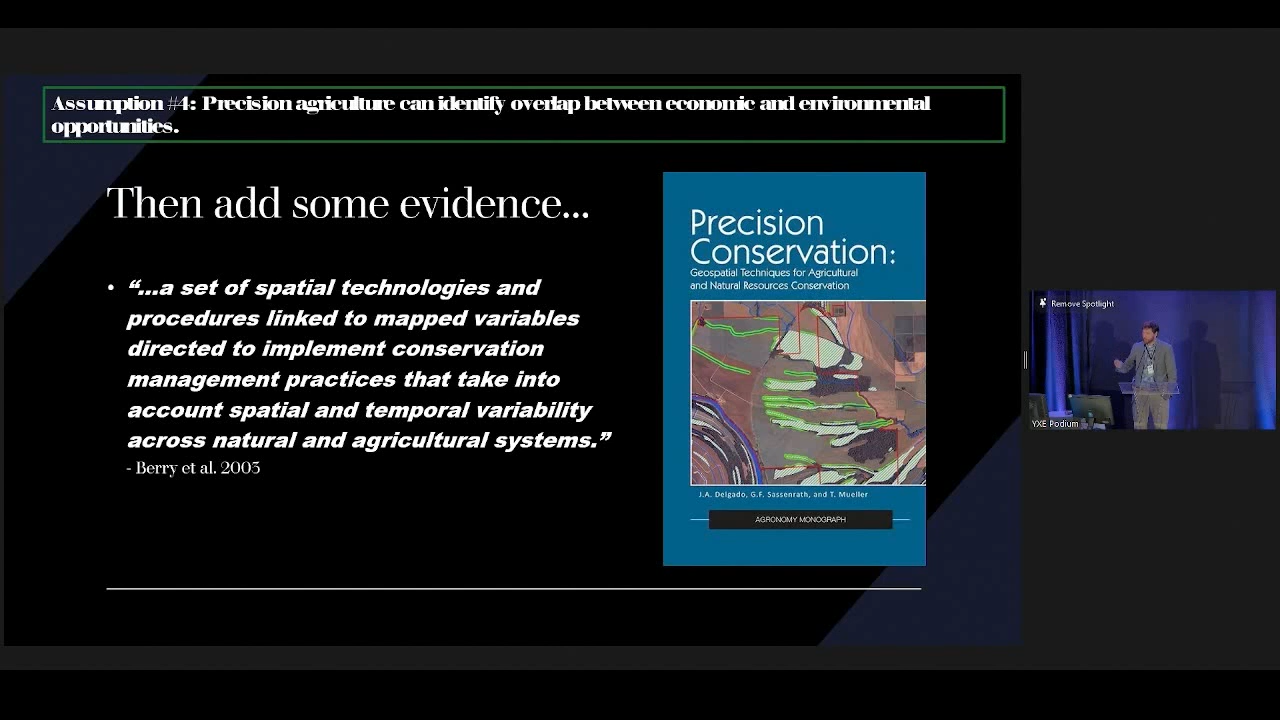 Assumption #4: Precision agriculture can identify overlap between economic and environmental
opportunities.
Then add some evidence...
• “...a set of spatial technologies and
procedures linked to mapped variables
directed to implement conservation
management practices that take into
account spatial and temporal variability
across natural and agricultural systems.”
- Berry et al. 2003
Precision
Conservation:
Geospatial Techniques for Agricultural
and Natural Resources Conservation
J.A. Delgado, G.F. Sassenrath, and T. Mueller
AGRONOMY MONOGRAPH
Remove Spotlight
YXE Podium